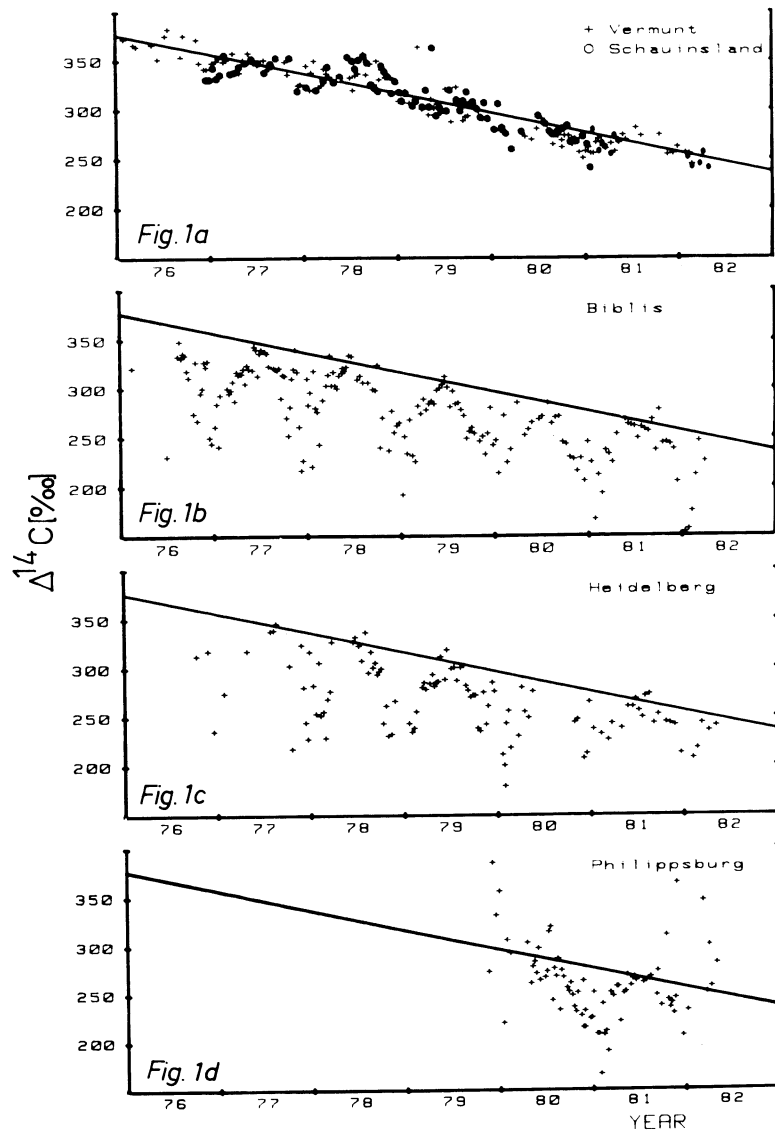 + Vermunt
O Schauinsland
350
300
250
200
Fig. 1a
76 77 78 79 80 81 82
Biblis
350
300
250
200
Fig. 1b
76 77 78 79 80 81 82
Δ¹⁴C[‰]
Heidelberg
350
300
250
200
Fig. 1c
76 77 78 79 80 81 82
Philippsburg
350
300
250
200
Fig. 1d
76 77 78 79 80 81 82
YEAR